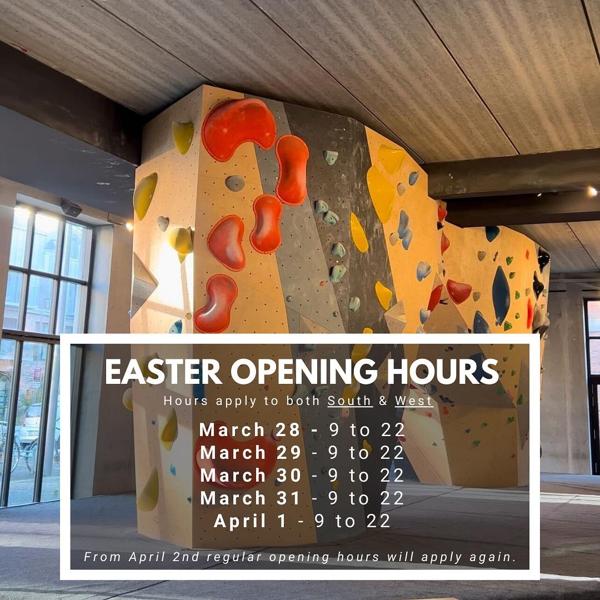 EASTER OPENING HOURS
Hours apply to both South & West
March 28 - 9 to 22
March 29 - 9 to 22
March 30 - 9 to 22
March 31 - 9 to 22
April 1 - 9 to 22
From April 2nd regular opening hours will apply again.